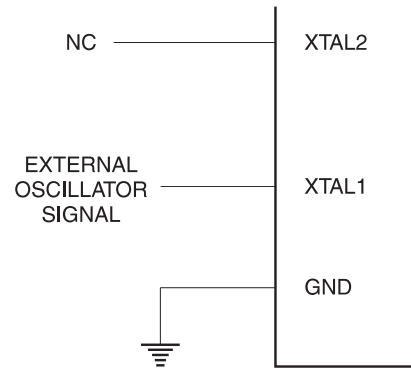 NC
XTAL2
EXTERNAL
OSCILLATOR
SIGNAL
XTAL1
GND